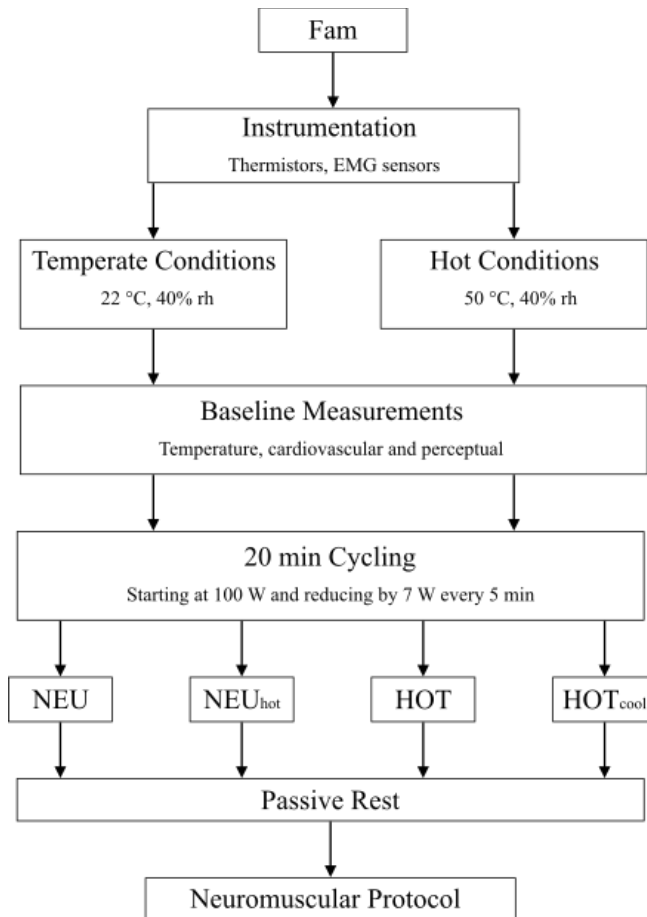 Fam
Instrumentation
Thermistors, EMG sensors
Temperate Conditions
22 °C, 40% rh
Hot Conditions
50 °C, 40% rh
Baseline Measurements
Temperature, cardiovascular and perceptual
20 min Cycling
Starting at 100 W and reducing by 7 W every 5 min
NEU
NEUhot
HOT
HOTcool
Passive Rest
Neuromuscular Protocol